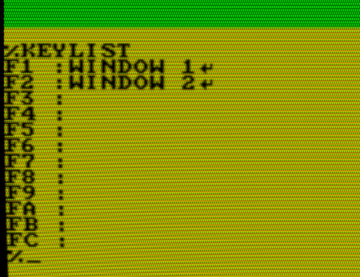 %KEYLIST
F1 :WINDOW 1↵
F2 :WINDOW 2↵
F3 :
F4 :
F5 :
F6 :
F7 :
F8 :
F9 :
FA :
FB :
FC :
%_